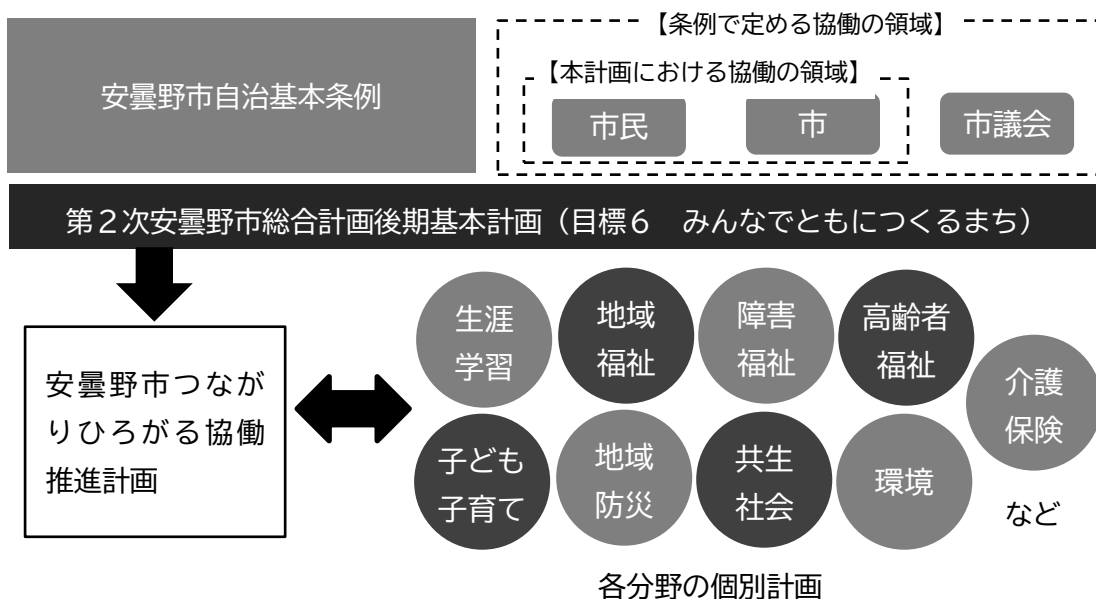 【条例で定める協働の領域】
安曇野市自治基本条例
【本計画における協働の領域】
市民
市
市議会
第２次安曇野市総合計画後期基本計画（目標６　みんなでともにつくるまち）
安曇野市つなが
りひろがる協働
推進計画
生涯
学習
地域
福祉
障害
福祉
高齢者
福祉
介護
保険
子ども
子育て
地域
防災
共生
社会
環境
など
各分野の個別計画